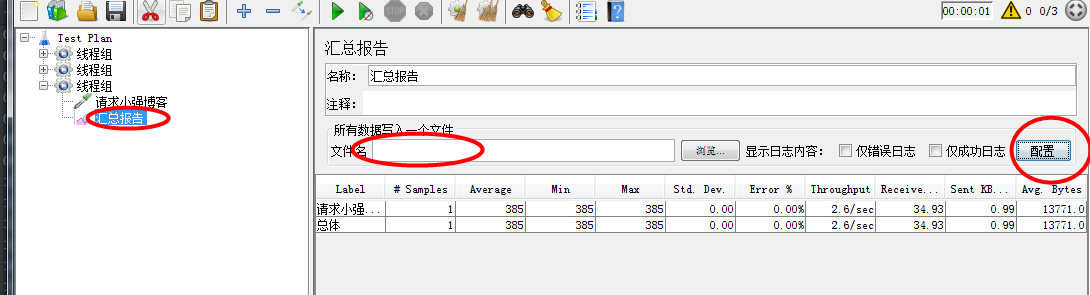 STOP
00:00:01
0 0/3
Test Plan
线程组
线程组
线程组
请求小强博客
汇总报告
汇总报告
名称: 汇总报告
注释:
所有数据写入一个文件
文件名 浏览... 显示日志内容: 仅错误日志 仅成功日志 配置
Label # Samples Average Min Max Std. Dev. Error % Throughput Receive... Sent KB... Avg. Bytes
请求小强... 1 385 385 385 0.00 0.00% 2.6/sec 34.93 0.99 13771.0
总体 1 385 385 385 0.00 0.00% 2.6/sec 34.93 0.99 13771.0